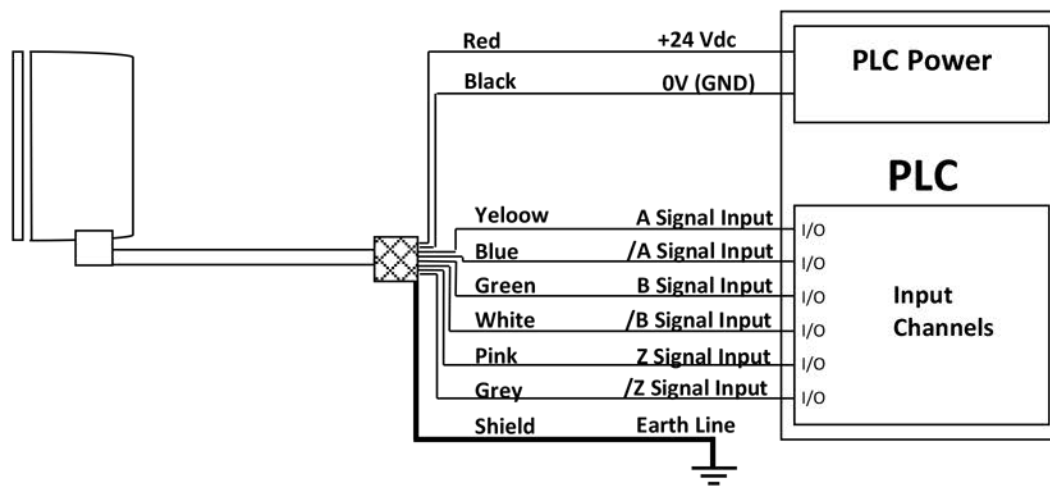 Red +24 Vdc
PLC Power
Black 0V (GND)
PLC
Yeloow A Signal Input I/O
Blue /A Signal Input I/O
Green B Signal Input I/O
Input
Channels
White /B Signal Input I/O
Pink Z Signal Input I/O
Grey /Z Signal Input I/O
Shield Earth Line